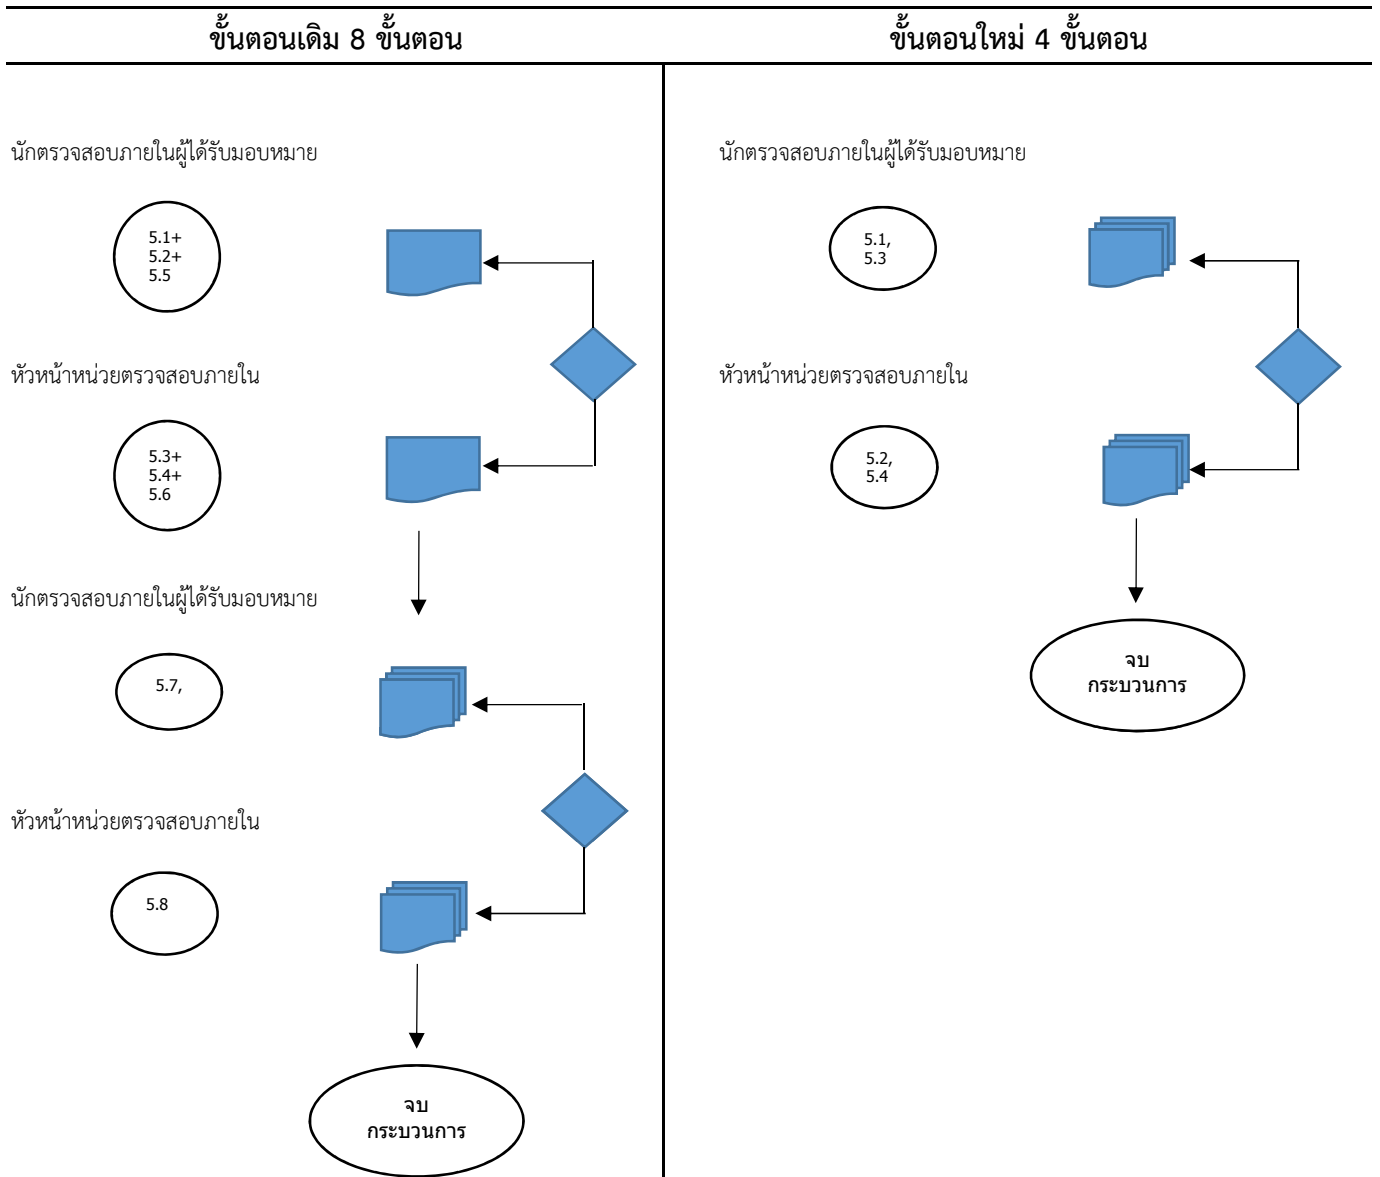 ขั้นตอนเดิม 8 ขั้นตอน
นักตรวจสอบภายในผู้ได้รับมอบหมาย
5.1+
5.2+
5.5
หัวหน้าหน่วยตรวจสอบภายใน
5.3+
5.4+
5.6
นักตรวจสอบภายในผู้ได้รับมอบหมาย
5.7,
หัวหน้าหน่วยตรวจสอบภายใน
5.8
จบ
กระบวนการ
ขั้นตอนใหม่ 4 ขั้นตอน
นักตรวจสอบภายในผู้ได้รับมอบหมาย
5.1,
5.3
หัวหน้าหน่วยตรวจสอบภายใน
5.2,
5.4
จบ
กระบวนการ